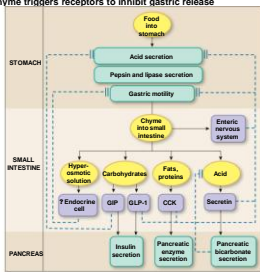 yme triggers receptors to inhibit gastric release
Food
into
stomach
STOMACH
Acid secretion
Pepsin and lipase secretion
Gastric motility
Chyme
into small
intestine
Enteric
nervous
system
SMALL
INTESTINE
Hyper-
osmotic
solution
Carbohydrates
Fats,
proteins
Acid
? Endocrine
cell
GIP
GLP-1
CCK
Secretin
PANCREAS
Insulin
secretion
Pancreatic
enzyme
secretion
Pancreatic
bicarbonate
secretion